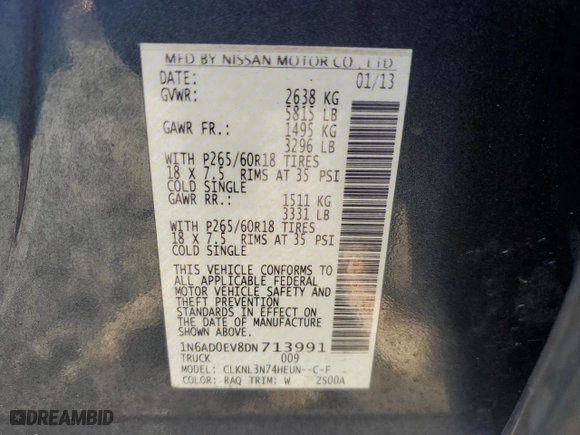 MFD BY NISSAN MOTOR CO., LTD
DATE: 01/13
GVWR: 2638 KG
5815 LB
GAWR FR.: 1495 KG
3296 LB
WITH P265/60R18 TIRES
18 X 7.5 RIMS AT 35 PSI
COLD SINGLE
GAWR RR.: 1511 KG
3331 LB
WITH P265/60R18 TIRES
18 X 7.5 RIMS AT 35 PSI
COLD SINGLE
THIS VEHICLE CONFORMS TO
ALL APPLICABLE FEDERAL
MOTOR VEHICLE SAFETY AND
THEFT PREVENTION
STANDARDS IN EFFECT ON
THE DATE OF MANUFACTURE
SHOWN ABOVE.
1N6AD0EV8DN713991
TRUCK 009
MODEL: CLKNL3N74HEUN--C-F
COLOR: RAQ TRIM: W 2S00A
DREAMBID